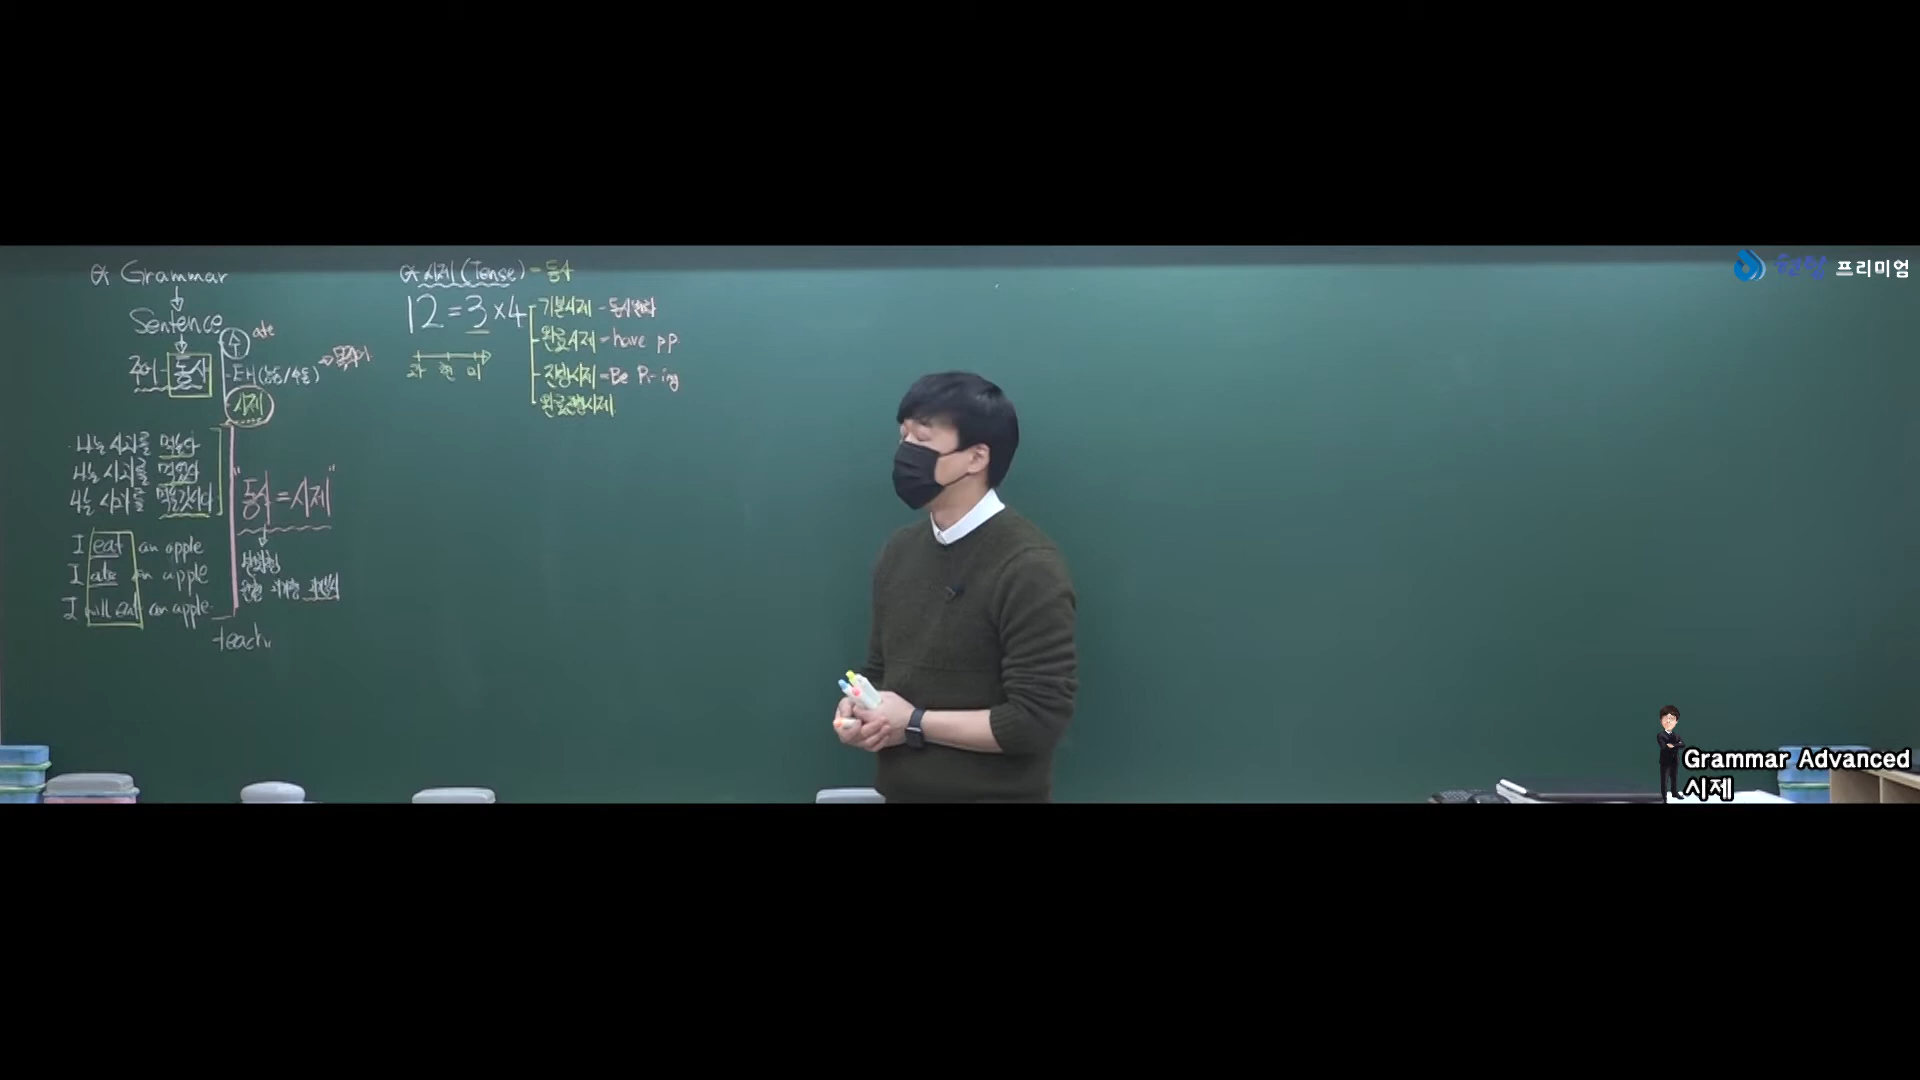 Grammar
Sentence
수
ate
주어 - 동사
태 (능동/수동)
시제
나는 사과를 먹는다
나는 사과를 먹었다
나는 사과를 먹을것이다
"동사 = 시제"
I eat an apple
I ate an apple
I will eat an apple.
teach
시제 (Tense) = 동사
12 = 3 x 4
과 현 미
기본시제 - 동사변화
완료시제 = have pp
진행시제 = Be ing
완료진행시제
프리미엄
Grammar Advanced
시제